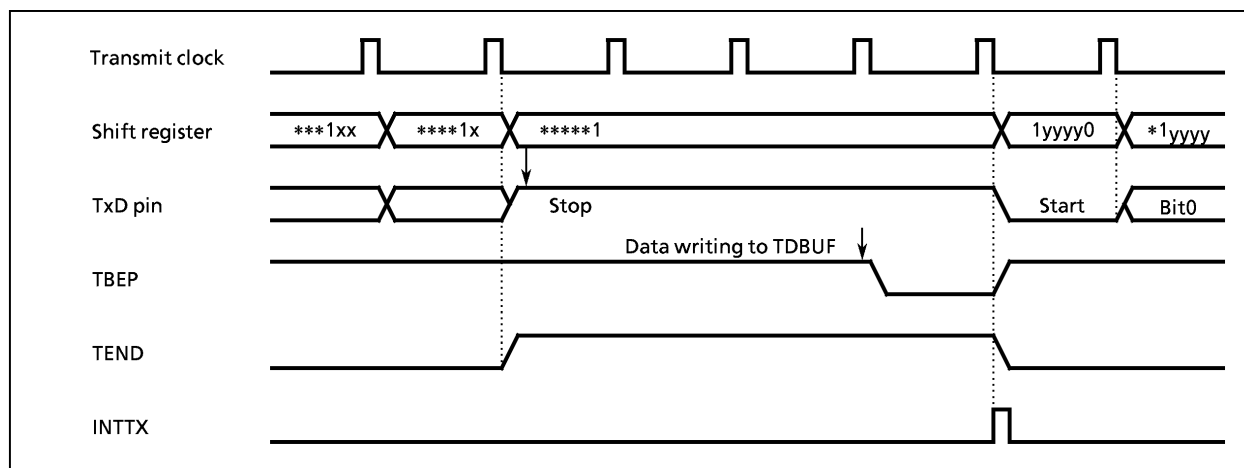 Transmit clock
Shift register ***1xx ****1x *****1 1yyyy0 *1yyyy
TxD pin Stop Start Bit0
Data writing to TDBUF
TBEP
TEND
INTTX